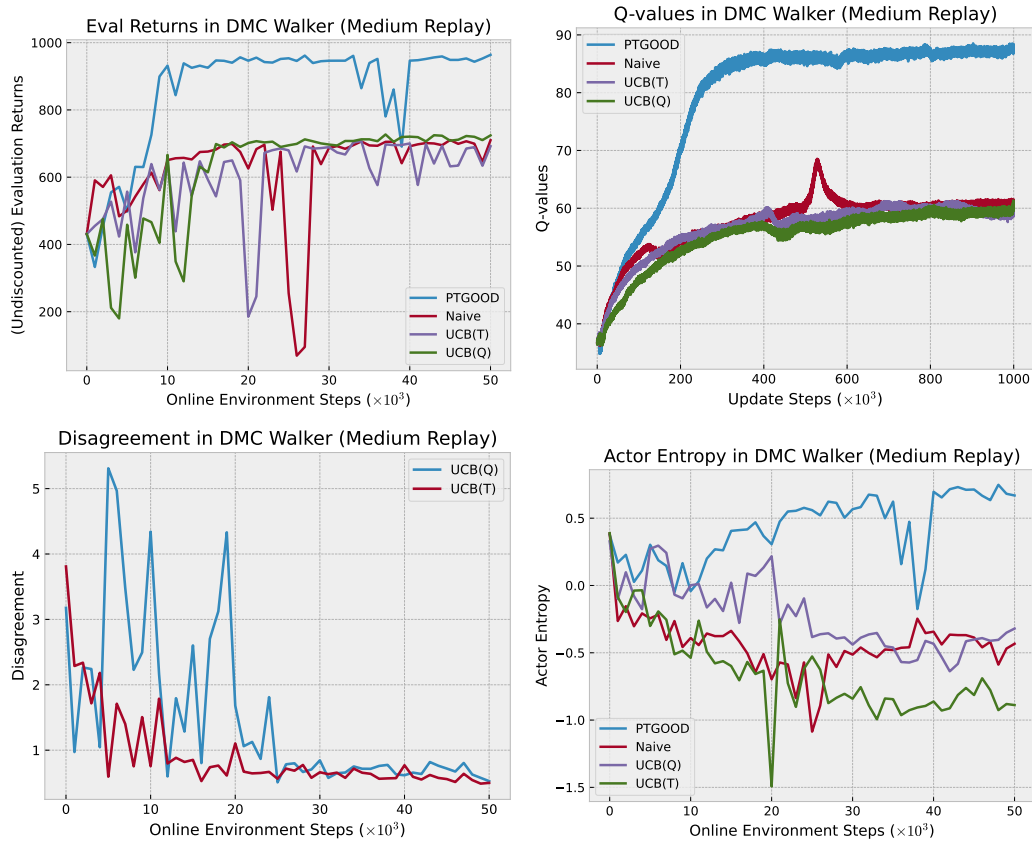 Eval Returns in DMC Walker (Medium Replay)
(Undiscounted) Evaluation Returns
1000
800
600
400
200
0
10
20
30
40
50
PTGOOD
Naive
UCB(T)
UCB(Q)
Online Environment Steps (×10³)
Q-values in DMC Walker (Medium Replay)
Q-values
90
80
70
60
50
40
PTGOOD
Naive
UCB(T)
UCB(Q)
0
200
400
600
800
1000
Update Steps (×10³)
Disagreement in DMC Walker (Medium Replay)
Disagreement
5
4
3
2
1
UCB(Q)
UCB(T)
0
10
20
30
40
50
Online Environment Steps (×10³)
Actor Entropy in DMC Walker (Medium Replay)
Actor Entropy
0.5
0.0
−0.5
−1.0
−1.5
PTGOOD
Naive
UCB(Q)
UCB(T)
0
10
20
30
40
50
Online Environment Steps (×10³)